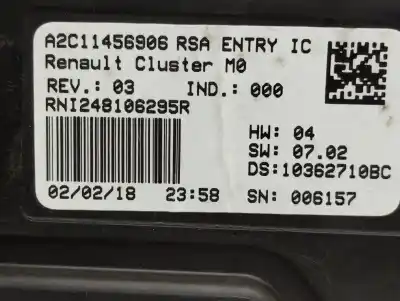 A2C11456906 RSA ENTRY IC
Renault Cluster M0
REV.: 03 IND.: 000
RNI248106295R
HW: 04
SW: 07.02
DS:10362710BC
02/02/18 23:58 SN: 006157